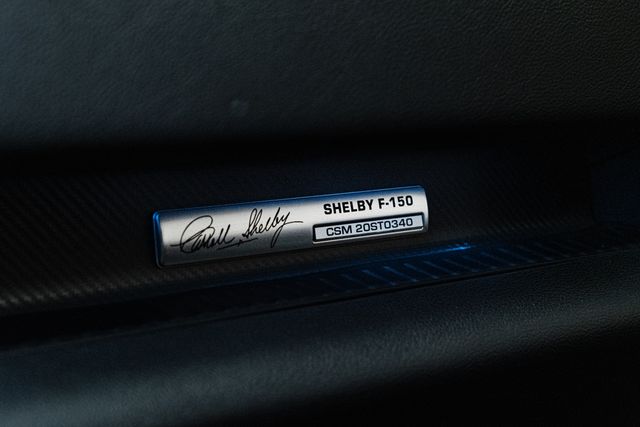 Carroll Shelby
SHELBY F-150
CSM 20ST0340